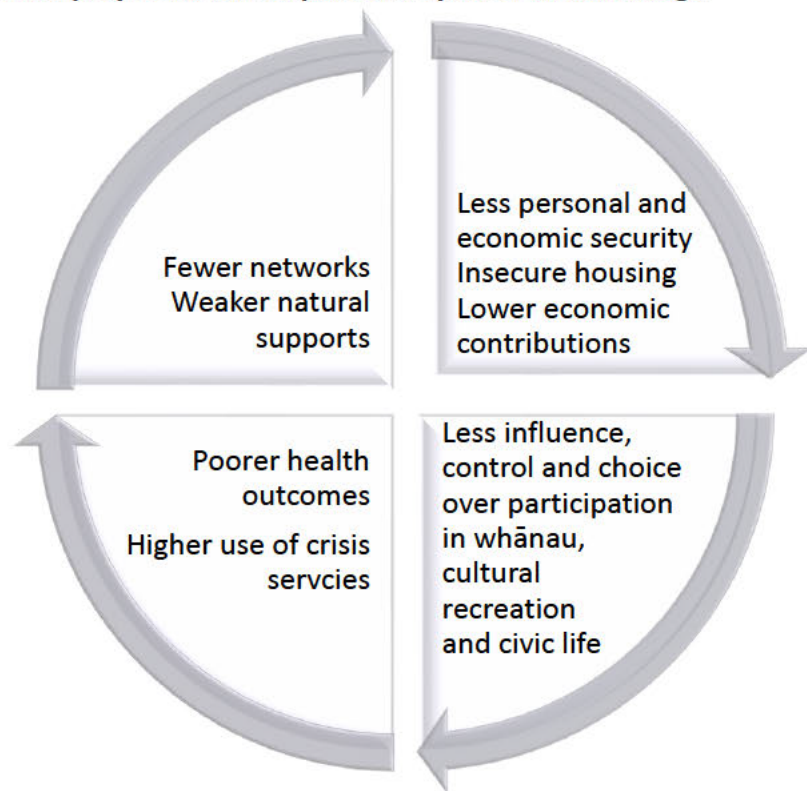 Fewer networks
Weaker natural
supports
Less personal and
economic security
Insecure housing
Lower economic
contributions
Less influence,
control and choice
over participation
in whānau,
cultural
recreation
and civic life
Poorer health
outcomes
Higher use of crisis
servcies